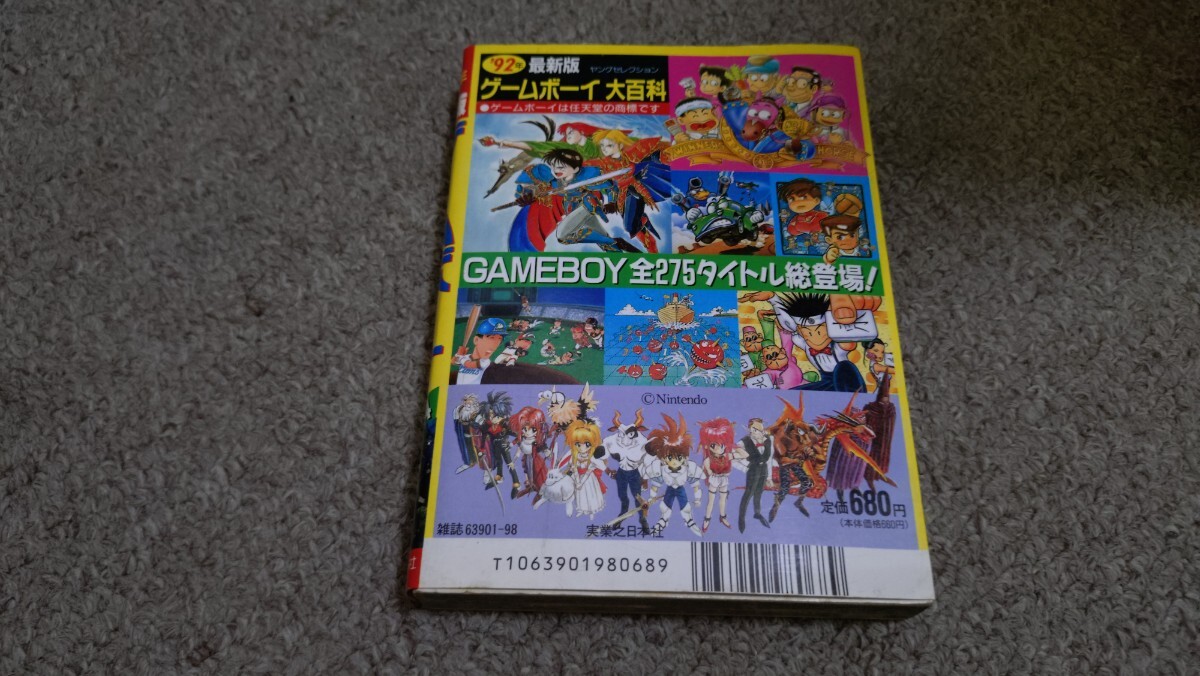 '92年 最新版 ヤングセレクション
ゲームボーイ 大百科
●ゲームボーイは任天堂の商標です
GAMEBOY 全275タイトル総登場!
©Nintendo
定価680円
(本体価格660円)
雑誌 63901-98
実業之日本社
T1063901980689
社